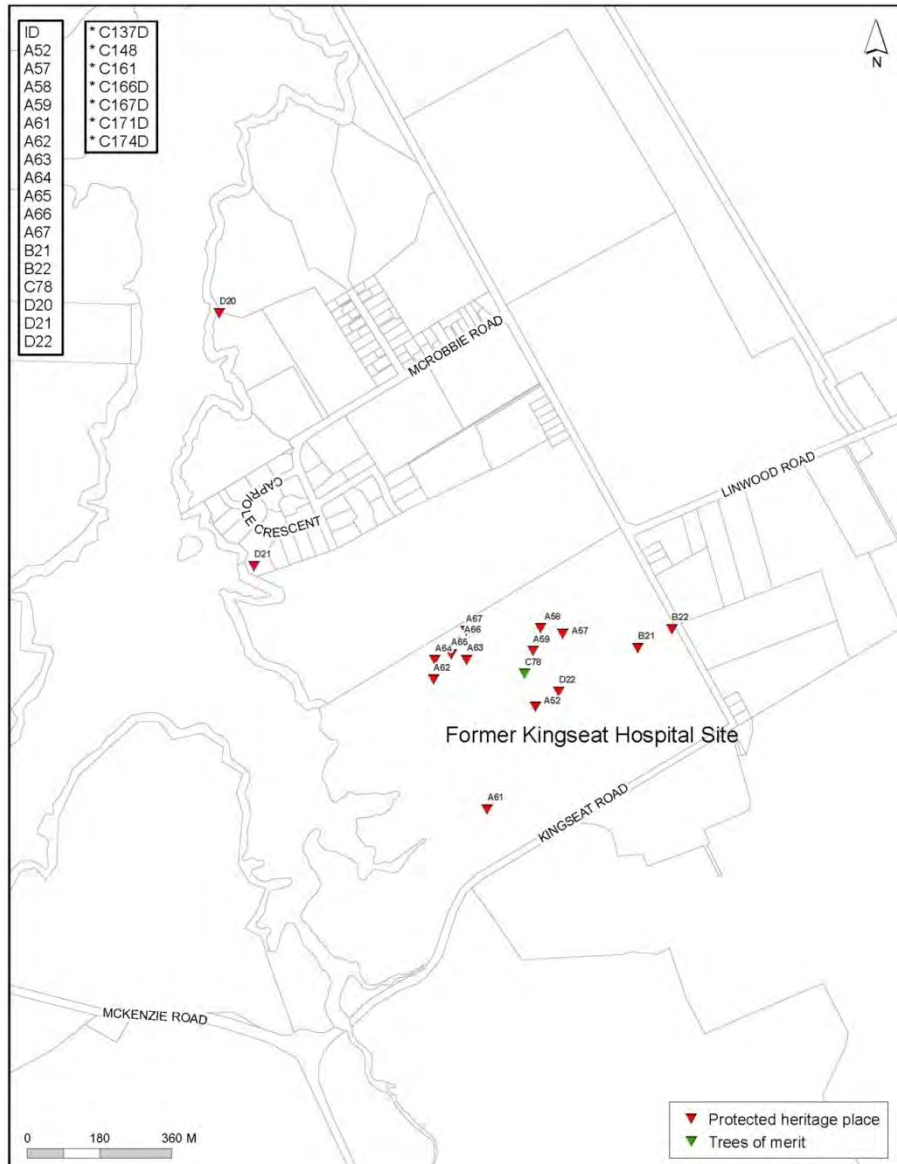 ID
A52
A57
A58
A59
A61
A62
A63
A64
A65
A66
A67
B21
B22
C78
D20
D21
D22
* C137D
* C148
* C161
* C166D
* C167D
* C171D
* C174D
N
D20
MCROBBIE ROAD
LINWOOD ROAD
CAPRIOLE CRESCENT
D21
A67
A66
A58
A57
B22
A64
A65
A63
A59
B21
A62
C78
D22
A52
Former Kingseat Hospital Site
A61
KINGSEAT ROAD
MCKENZIE ROAD
0 180 360 M
Protected heritage place
Trees of merit